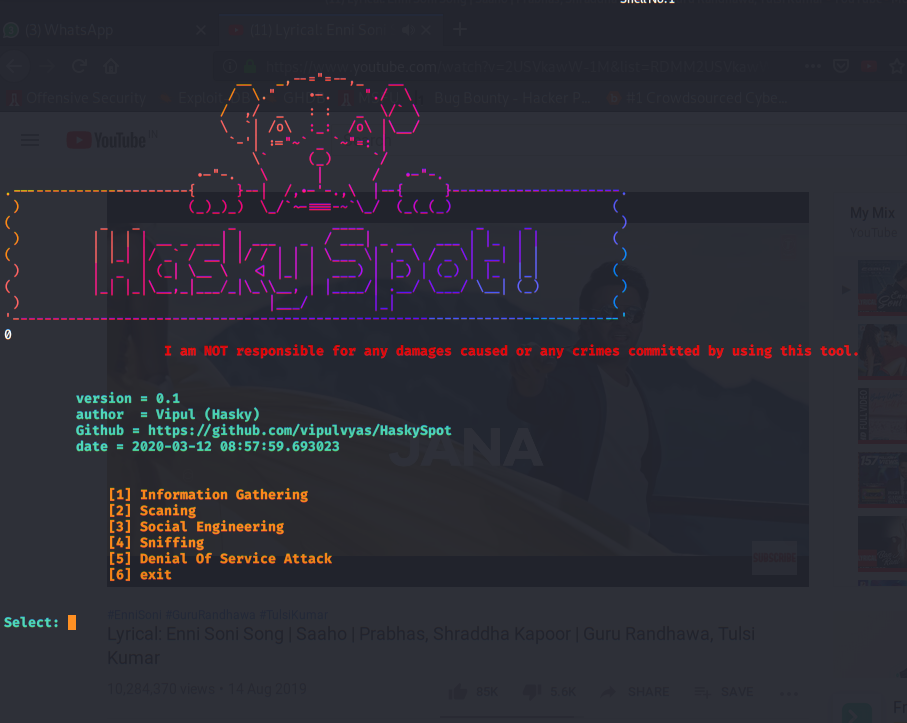 Shell No. 1
(3) WhatsApp
(11) Lyrical: Enni Son
Offensive Security
Bug Bounty - Hacker P...
#1 Crowdsourced Cybe...
YouTube
My Mix
Hasky Spot!
0
I am NOT responsible for any damages caused or any crimes committed by using this tool.
version = 0.1
author  = Vipul (Hasky)
Github = https://github.com/vipulvyas/HaskySpot
date = 2020-03-12 08:57:59.693023
JANA
[1] Information Gathering
[2] Scaning
[3] Social Engineering
[4] Sniffing
[5] Denial Of Service Attack
[6] exit
SUBSCRIBE
#EnniSoni #GuruRandhawa #TulsiKumar
Select:
Lyrical: Enni Soni Song | Saaho | Prabhas, Shraddha Kapoor | Guru Randhawa, Tulsi
Kumar
10,284,370 views • 14 Aug 2019
85K
5.6K
SHARE
SAVE